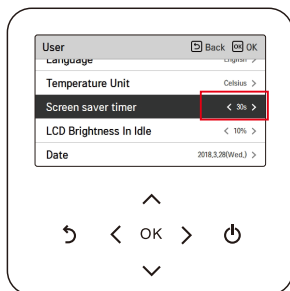 User Back OK OK
Language English >
Temperature Unit Celsius >
Screen saver timer < 30s >
LCD Brightness In Idle < 10% >
Date 2018,3,28(Wed.) >
OK